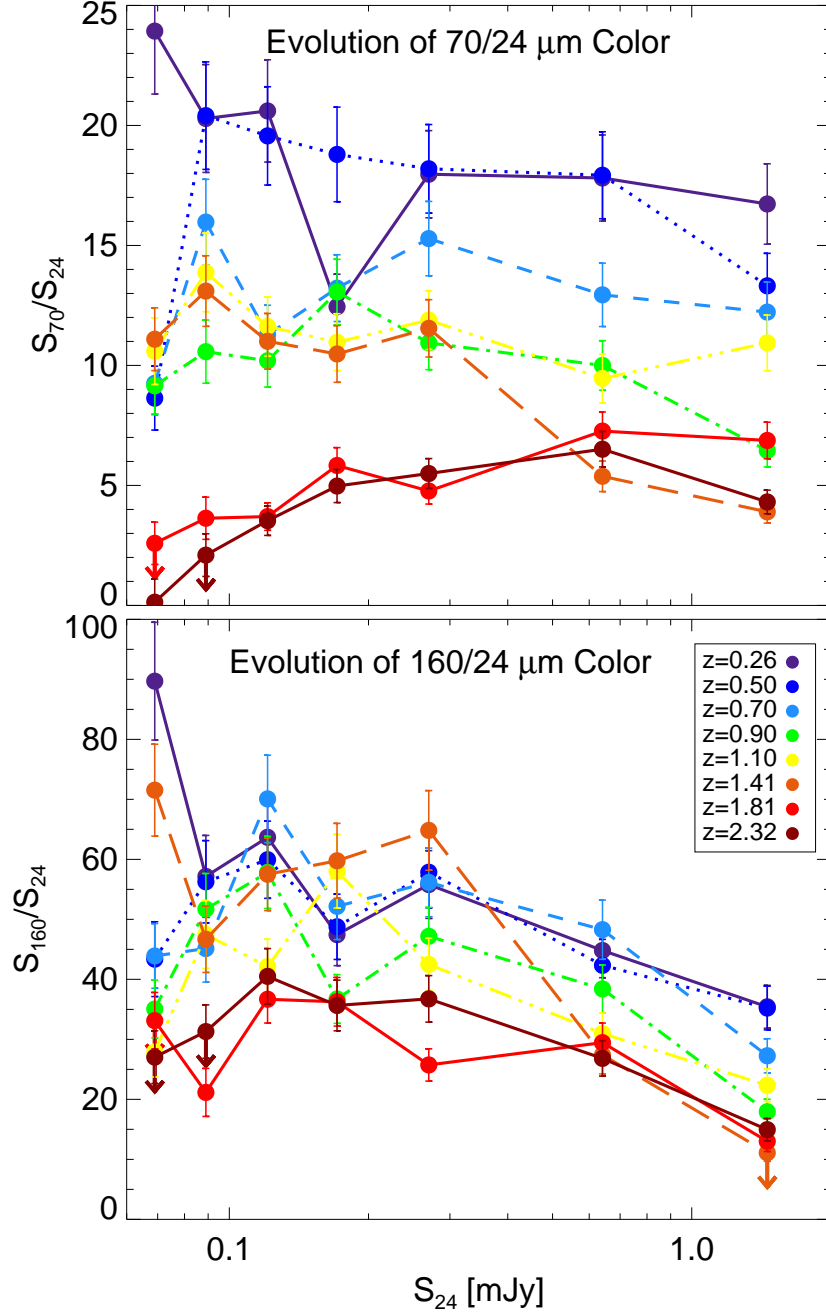 Evolution of 70/24 μm Color
25
20
15
10
5
0
S70/S24
Evolution of 160/24 μm Color
100
80
60
40
20
0
S160/S24
z=0.26
z=0.50
z=0.70
z=0.90
z=1.10
z=1.41
z=1.81
z=2.32
0.1 1.0
S24 [mJy]